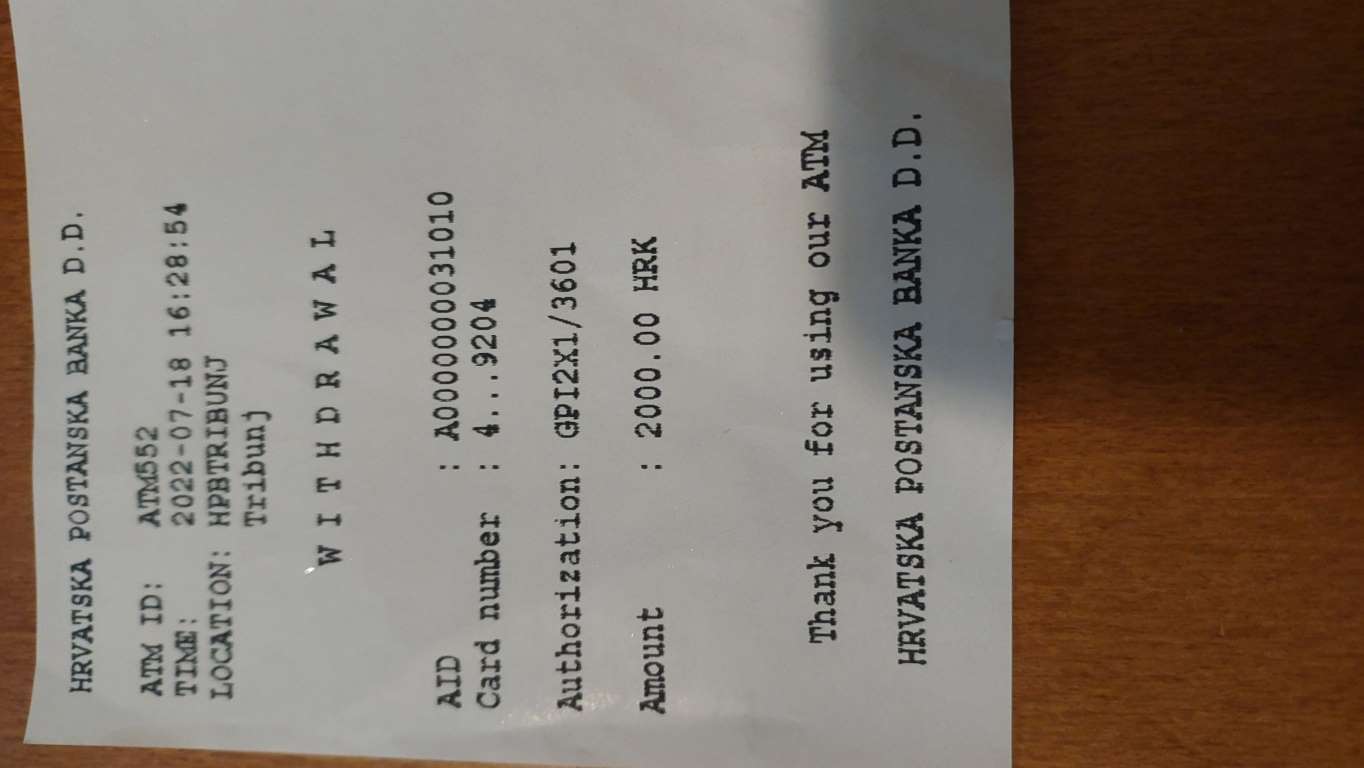 HRVATSKA POSTANSKA BANKA D.D.
ATM ID: ATM552
TIME: 2022-07-18 16:28:54
LOCATION: HPBTRIBUNJ
Tribunj
W I T H D R A W A L
AID : A0000000031010
Card number : 4...9204
Authorization: GPI2X1/3601
Amount : 2000.00 HRK
Thank you for using our ATM
HRVATSKA POSTANSKA BANKA D.D.